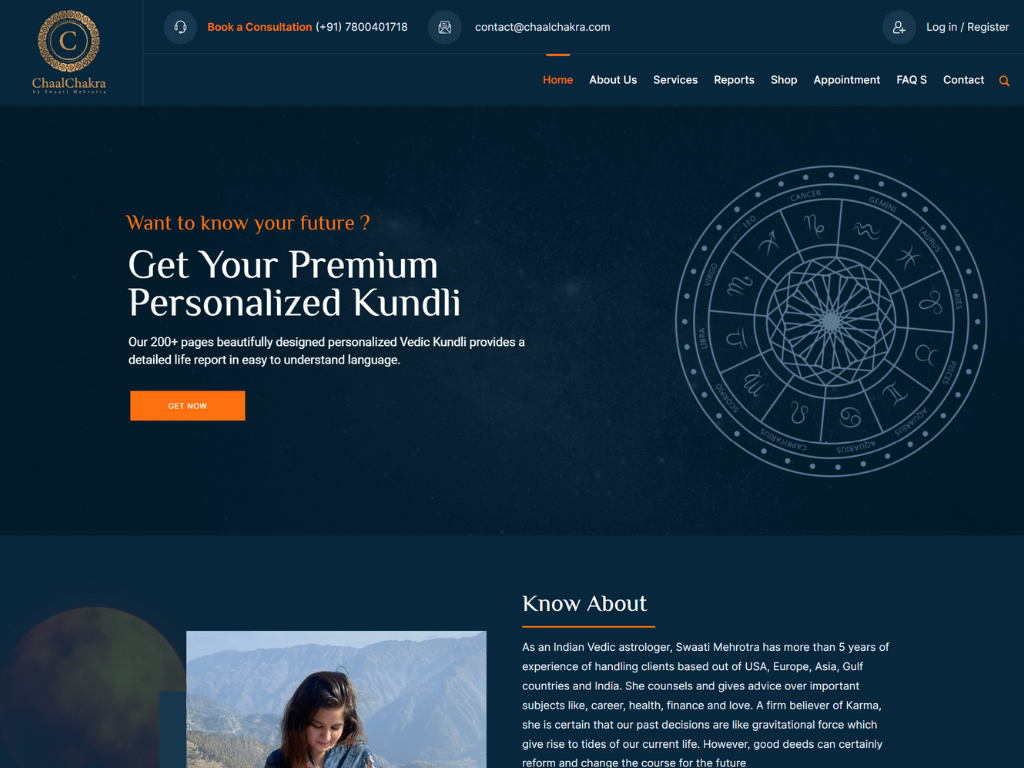 C
ChaalChakra
by Swaati Mehrotra
Book a Consultation (+91) 7800401718
contact@chaalchakra.com
Log in / Register
Home
About Us
Services
Reports
Shop
Appointment
FAQ S
Contact
Want to know your future ?
Get Your Premium
Personalized Kundli
Our 200+ pages beautifully designed personalized Vedic Kundli provides a
detailed life report in easy to understand language.
GET NOW
CANCER
GEMINI
TAURUS
ARIES
PISCES
AQUARIUS
AQUARIUS
CAPRICARIUS
SCORPIO
LIBRA
VIRGO
LEO
Know About
As an Indian Vedic astrologer, Swaati Mehrotra has more than 5 years of
experience of handling clients based out of USA, Europe, Asia, Gulf
countries and India. She counsels and gives advice over important
subjects like, career, health, finance and love. A firm believer of Karma,
she is certain that our past decisions are like gravitational force which
give rise to tides of our current life. However, good deeds can certainly
reform and change the course for the future